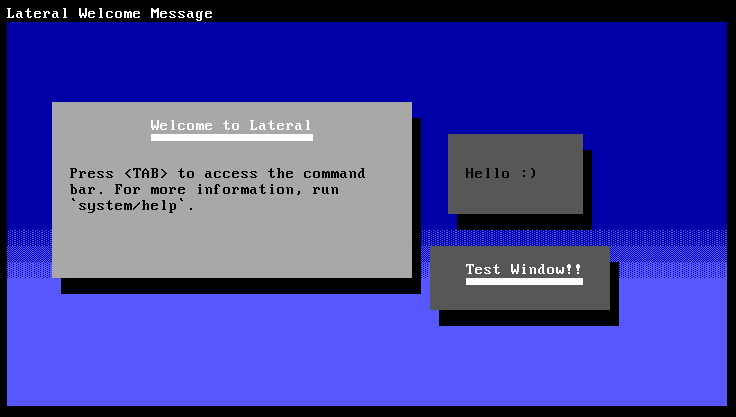 Lateral Welcome Message
Welcome to Lateral
Press <TAB> to access the command
bar. For more information, run
`system/help`.
Hello :)
Test Window!!